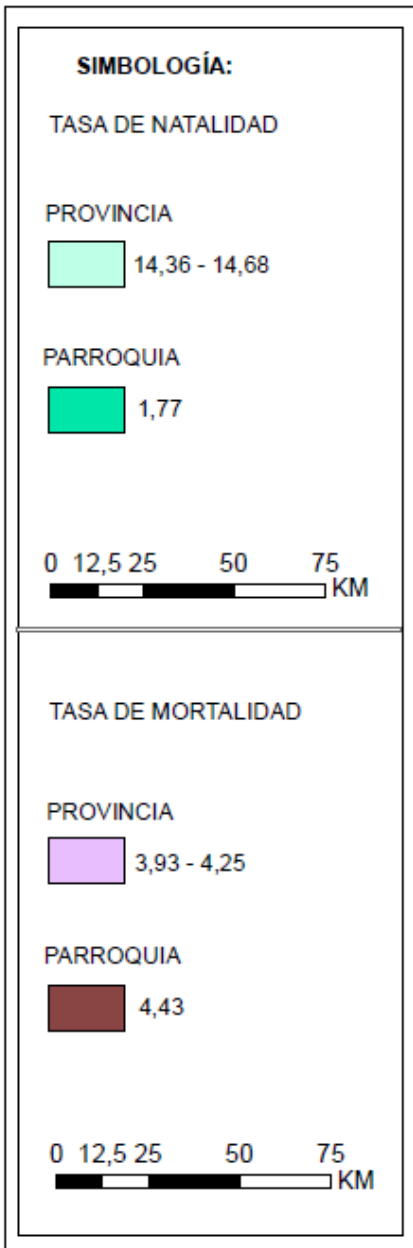 SIMBOLOGÍA:
TASA DE NATALIDAD
PROVINCIA
14,36 - 14,68
PARROQUIA
1,77
0 12,5 25 50 75
KM
TASA DE MORTALIDAD
PROVINCIA
3,93 - 4,25
PARROQUIA
4,43
0 12,5 25 50 75
KM